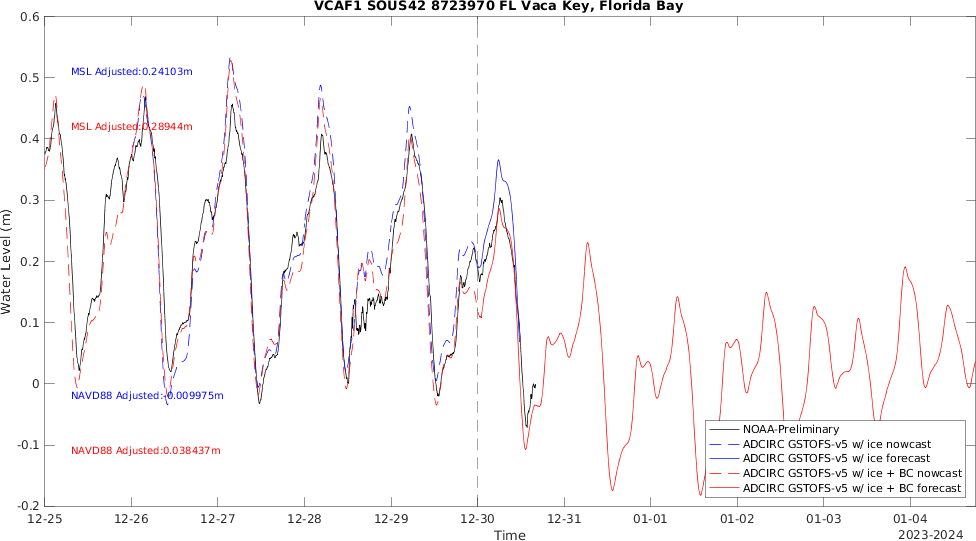 VCAF1 SOUS42 8723970 FL Vaca Key, Florida Bay
0.6
0.5
0.4
0.3
0.2
0.1
0
-0.1
-0.2
Water Level (m)
MSL Adjusted:0.24103m
MSL Adjusted:0.28944m
NAVD88 Adjusted:-0.009975m
NAVD88 Adjusted:0.038437m
NOAA-Preliminary
ADCIRC GSTOFS-v5 w/ ice nowcast
ADCIRC GSTOFS-v5 w/ ice forecast
ADCIRC GSTOFS-v5 w/ ice + BC nowcast
ADCIRC GSTOFS-v5 w/ ice + BC forecast
12-25 12-26 12-27 12-28 12-29 12-30 12-31 01-01 01-02 01-03 01-04
Time
2023-2024